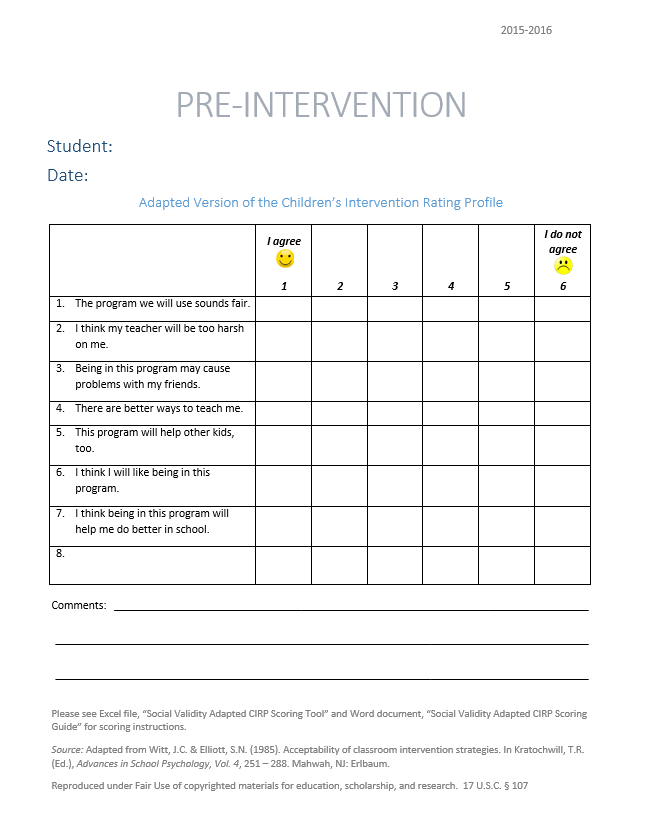 2015-2016
PRE-INTERVENTION
Student:
Date:
Adapted Version of the Children's Intervention Rating Profile
I agree
I do not
agree
1 2 3 4 5 6
1. The program we will use sounds fair.
2. I think my teacher will be too harsh
on me.
3. Being in this program may cause
problems with my friends.
4. There are better ways to teach me.
5. This program will help other kids,
too.
6. I think I will like being in this
program.
7. I think being in this program will
help me do better in school.
8.
Comments:
Please see Excel file, “Social Validity Adapted CIRP Scoring Tool” and Word document, “Social Validity Adapted CIRP Scoring
Guide” for scoring instructions.
Source: Adapted from Witt, J.C. & Elliott, S.N. (1985). Acceptability of classroom intervention strategies. In Kratochwill, T.R.
(Ed.), Advances in School Psychology, Vol. 4, 251 – 288. Mahwah, NJ: Erlbaum.
Reproduced under Fair Use of copyrighted materials for education, scholarship, and research. 17 U.S.C. § 107